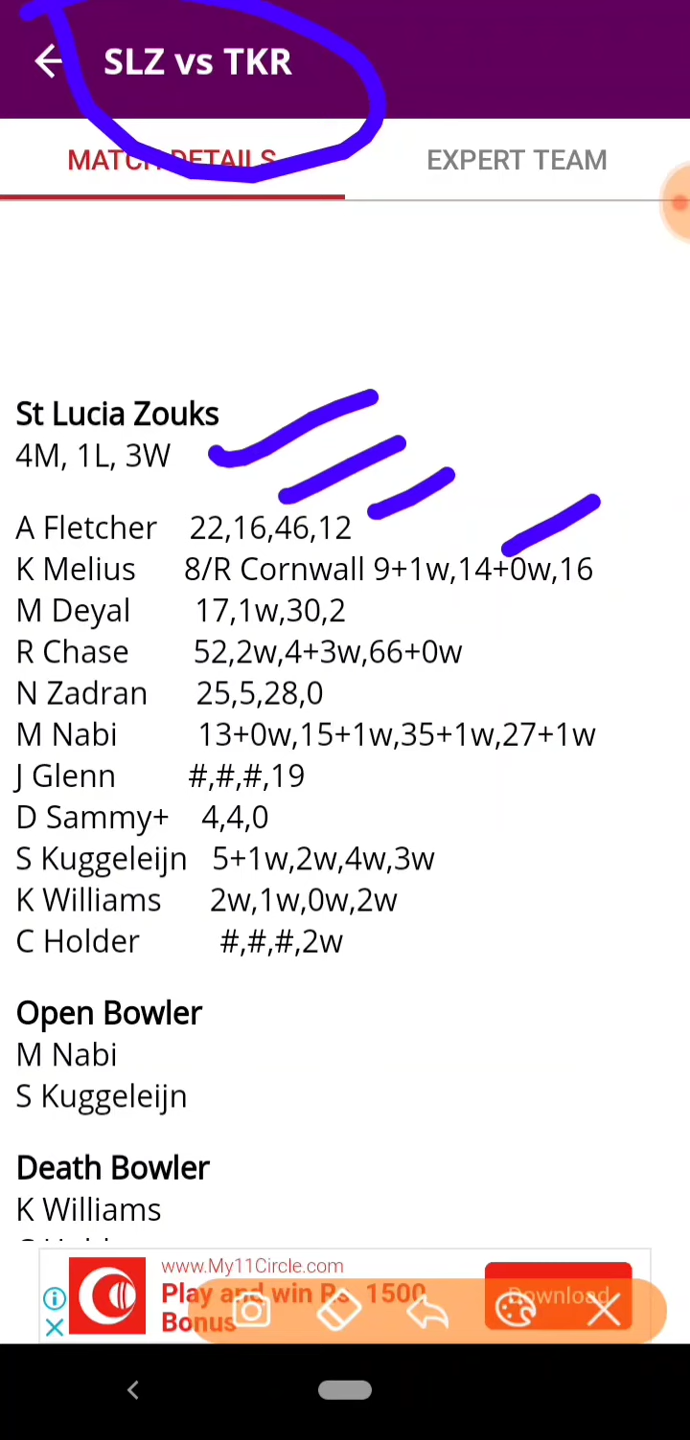 SLZ vs TKR
MATCH DETAILS
EXPERT TEAM
St Lucia Zouks
4M, 1L, 3W
A Fletcher 22,16,46,12
K Melius 8/R Cornwall 9+1w,14+0w,16
M Deyal 17,1w,30,2
R Chase 52,2w,4+3w,66+0w
N Zadran 25,5,28,0
M Nabi 13+0w,15+1w,35+1w,27+1w
J Glenn #,#,#,19
D Sammy+ 4,4,0
S Kuggeleijn 5+1w,2w,4w,3w
K Williams 2w,1w,0w,2w
C Holder #,#,#,2w
Open Bowler
M Nabi
S Kuggeleijn
Death Bowler
K Williams
www.My11Circle.com
Play and win Rs. 1500
Bonus
Download